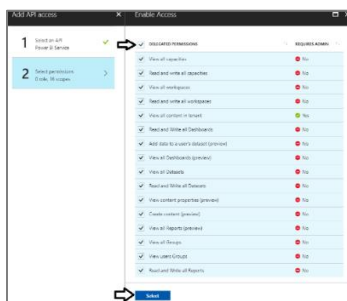 Add API access
Enable Access
1 Select an API
Power BI Service
DELEGATED PERMISSIONS
REQUIRES ADMIN
2 Select permissions
View all capacities
No
Read and write all capacities
No
View all workspaces
No
Read and write all workspaces
No
View all content in tenant
Read and Write all Dashboards
No
Add data to a user's dataset (preview)
No
View all Dashboards (preview)
No
View all Datasets
No
Read and Write all Datasets
No
View content properties (preview)
No
Create content (preview)
No
View all Reports (preview)
No
View all Groups
No
View users Groups
No
Read and Write all Reports
No
Select